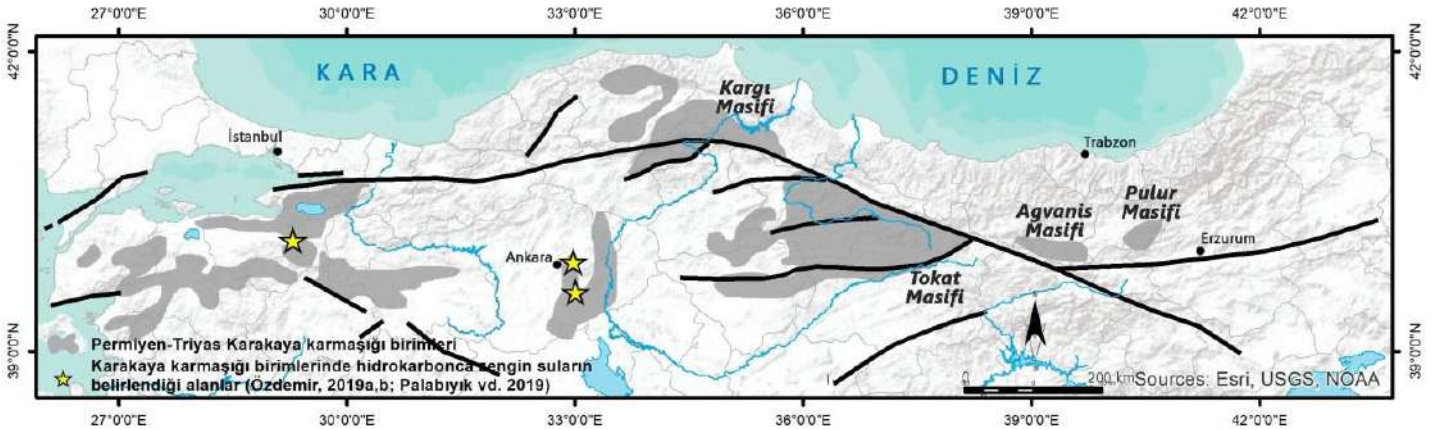 27°0'0"E 30°0'0"E 33°0'0"E 36°0'0"E 39°0'0"E 42°0'0"E
42°0'0"N
42°0'0"N
KARA
DENİZ
Kargı
Masifi
İstanbul
Trabzon
Pulur
Masifi
Agvanis
Masifi
Erzurum
Ankara
Tokat
Masifi
39°0'0"N
39°0'0"N
Permiyen-Triyas Karakaya karmaşığı birimleri
Karakaya karmaşığı birimlerinde hidrokarbonca zengin suların
belirlendiği alanlar (Özdemir, 2019a,b; Palabıyık vd. 2019)
0 200 km
Sources: Esri, USGS, NOAA
27°0'0"E 30°0'0"E 33°0'0"E 36°0'0"E 39°0'0"E 42°0'0"E